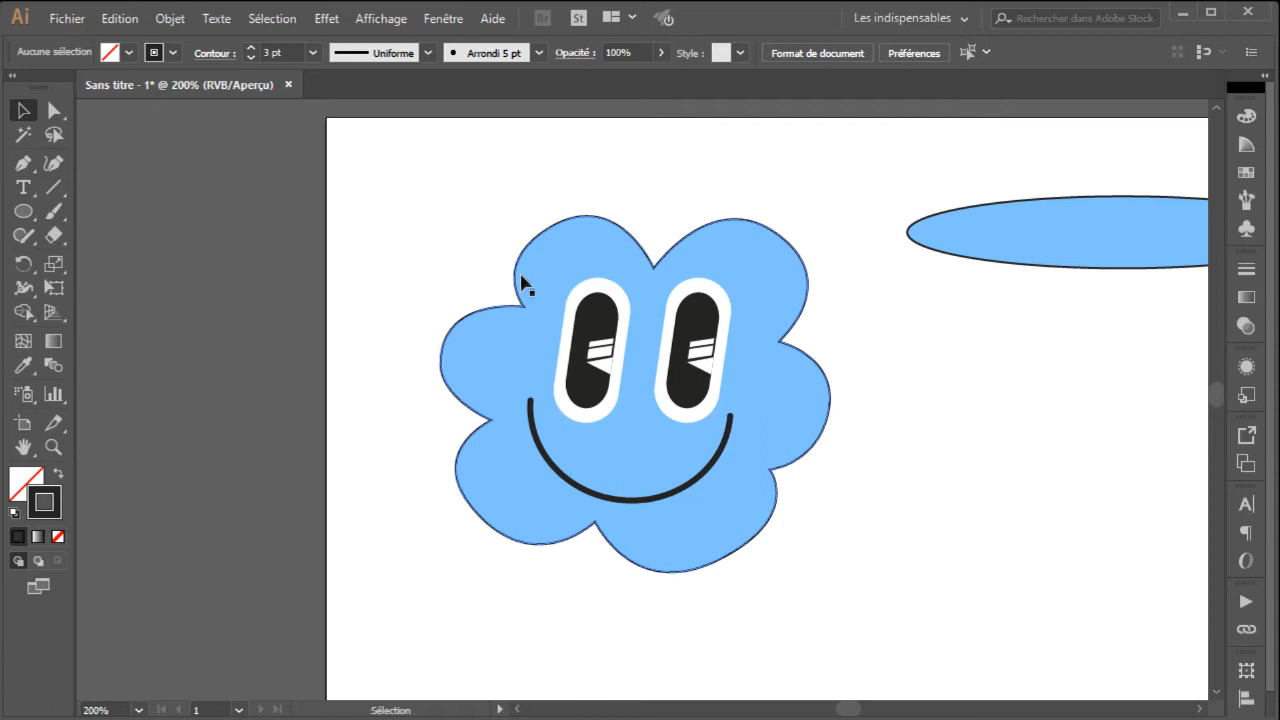 Ai Fichier Edition Objet Texte Sélection Effet Affichage Fenêtre Aide Br St Les indispensables Rechercher dans Adobe Stock
Aucune sélection Contour : 3 pt Uniforme Arrondi 5 pt Opacité : 100% Style : Format de document Préférences
Sans titre - 1* @ 200% (RVB/Aperçu)
200% 1 Sélection